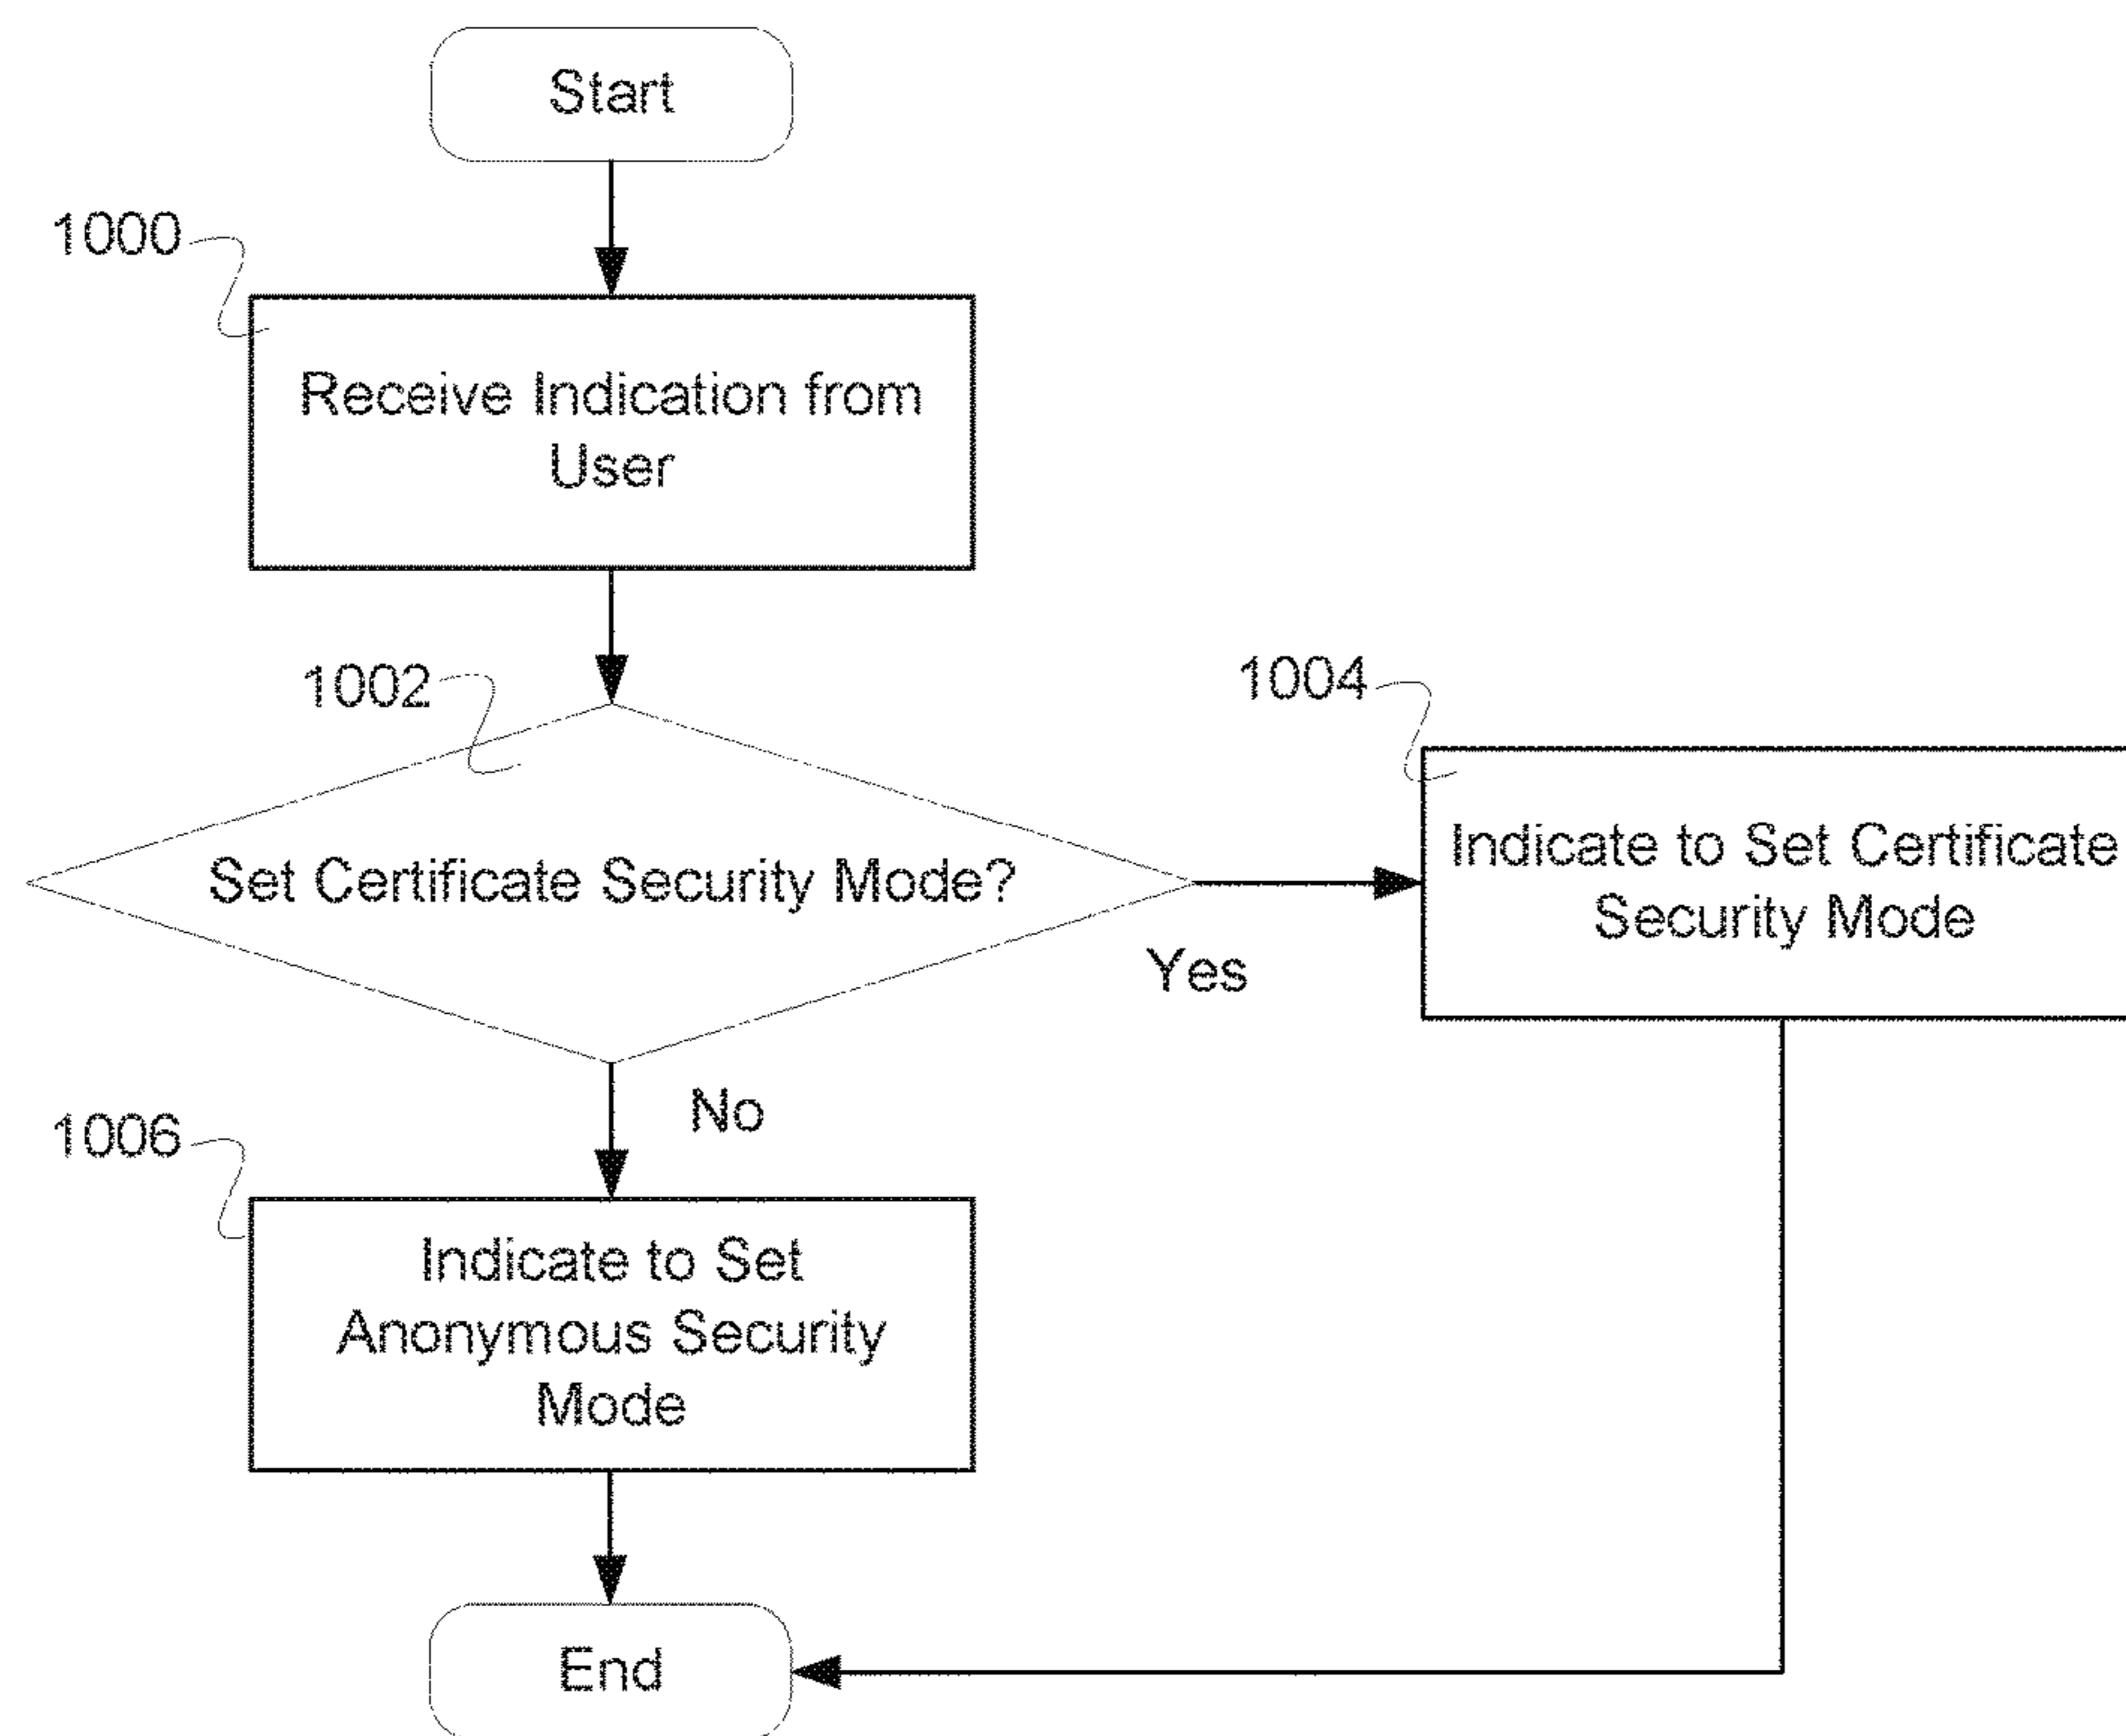 Start
1000
Receive Indication from
User
1002
Set Certificate Security Mode?
1004
Indicate to Set Certificate
Security Mode
Yes
No
1006
Indicate to Set
Anonymous Security
Mode
End